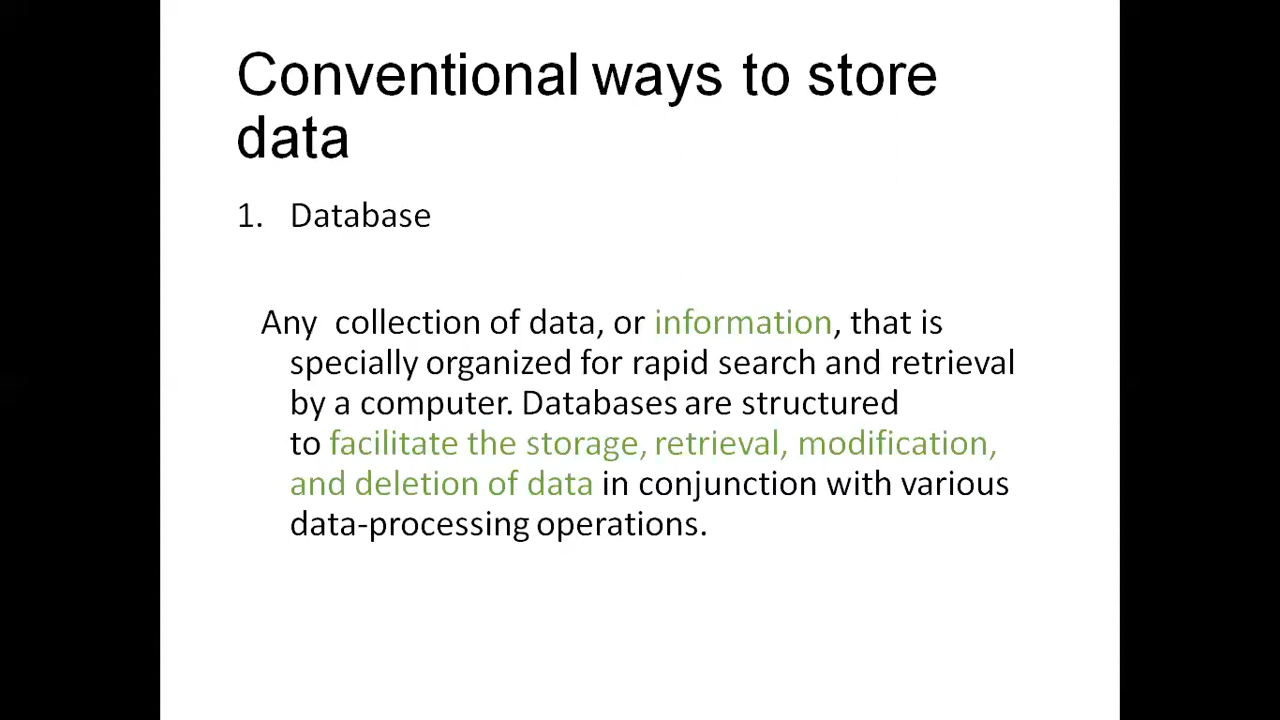 Conventional ways to store
data
1. Database
Any collection of data, or information, that is
specially organized for rapid search and retrieval
by a computer. Databases are structured
to facilitate the storage, retrieval, modification,
and deletion of data in conjunction with various
data-processing operations.